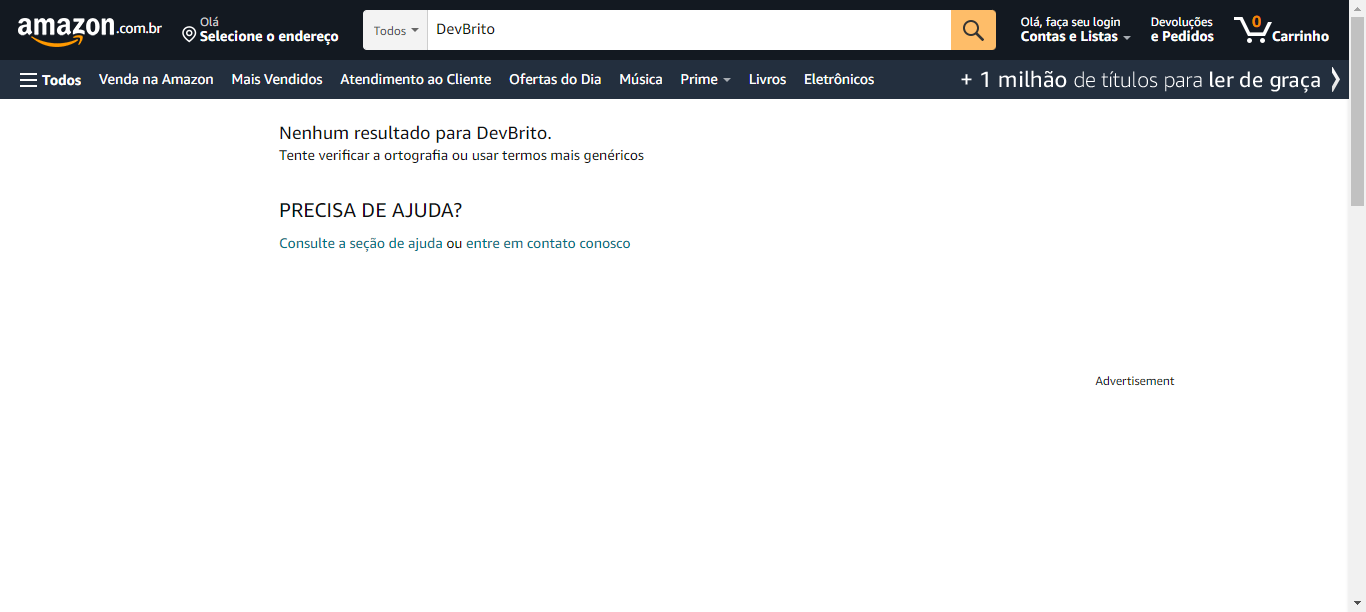 amazon.com.br
Olá
Selecione o endereço
Todos
DevBrito
Olá, faça seu login
Contas e Listas
Devoluções
e Pedidos
0
Carrinho
Todos
Venda na Amazon
Mais Vendidos
Atendimento ao Cliente
Ofertas do Dia
Música
Prime
Livros
Eletrônicos
+ 1 milhão de títulos para ler de graça
Nenhum resultado para DevBrito.
Tente verificar a ortografia ou usar termos mais genéricos
PRECISA DE AJUDA?
Consulte a seção de ajuda ou entre em contato conosco
Advertisement